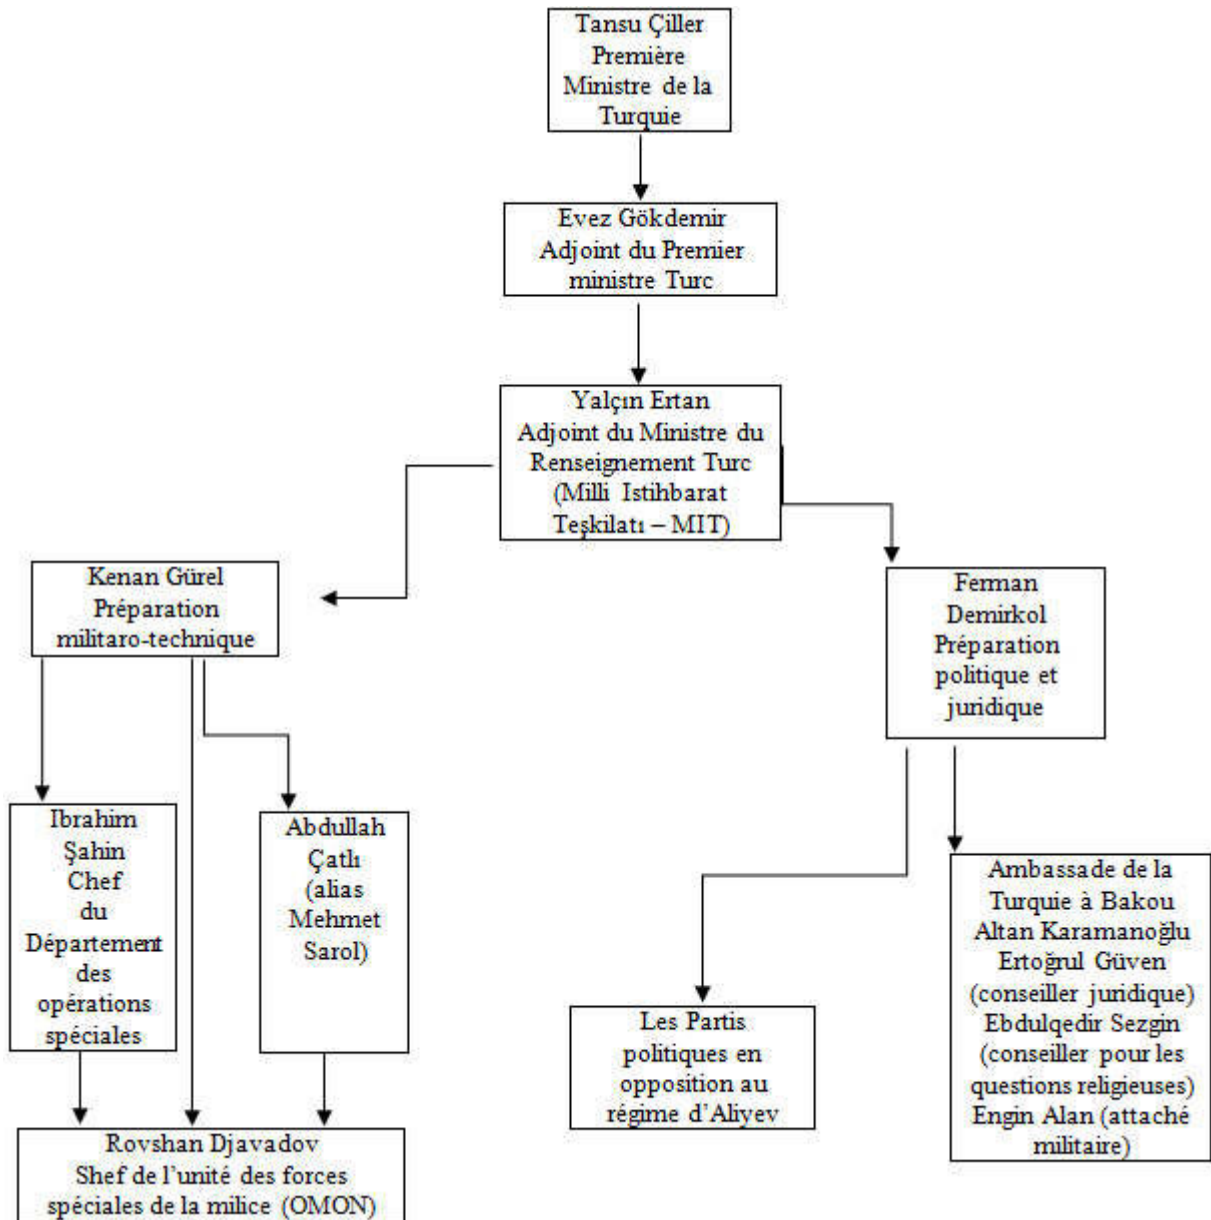 Tansu Çiller
Première
Ministre de la
Turquie
Evez Gökdemir
Adjoint du Premier
ministre Turc
Yalçın Ertan
Adjoint du Ministre du
Renseignement Turc
(Milli Istihbarat
Teşkilatı – MIT)
Kenan Gürel
Préparation
militaro-technique
Ferman
Demirkol
Préparation
politique et
juridique
Ibrahim
Şahin
Chef
du
Département
des
opérations
spéciales
Abdullah
Çatlı
(alias
Mehmet
Sarol)
Ambassade de la
Turquie à Bakou
Altan Karamanoğlu
Ertoğrul Güven
(conseiller juridique)
Ebdulqedir Sezgin
(conseiller pour les
questions religieuses)
Engin Alan (attaché
militaire)
Les Partis
politiques en
opposition au
régime d’Aliyev
Rovshan Djavadov
Shef de l’unité des forces
spéciales de la milice (OMON)